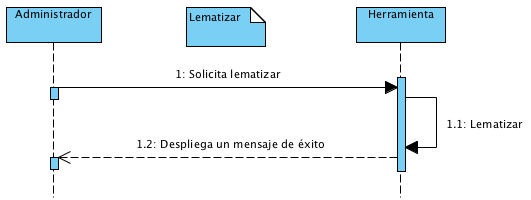 Administrador
Lematizar
Herramienta
1: Solicita lematizar
1.1: Lematizar
1.2: Despliega un mensaje de éxito